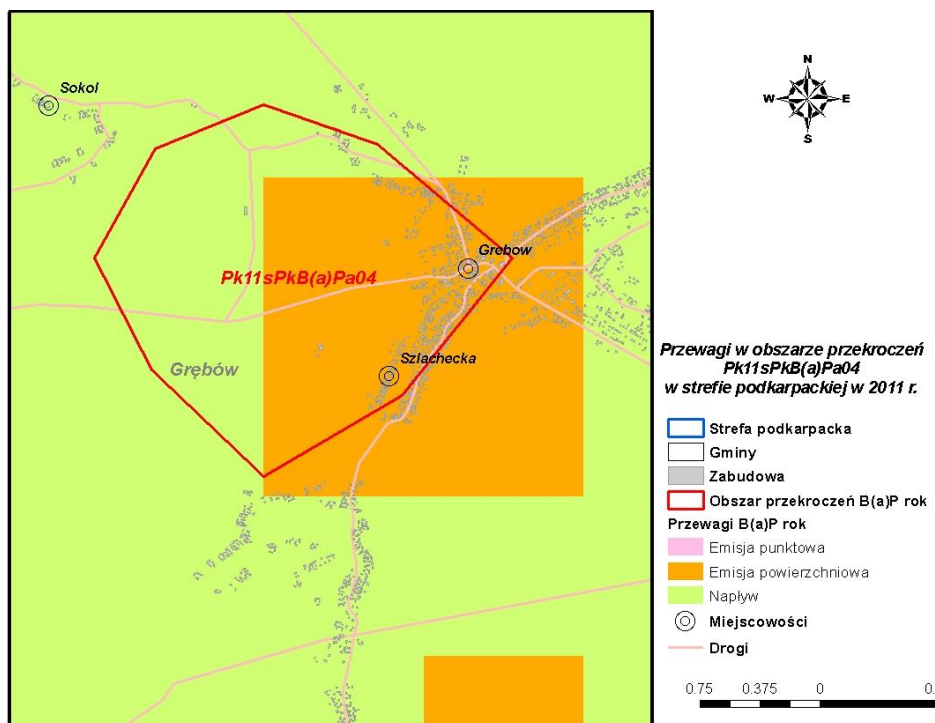 Sokol
N
W
E
S
Grebow
Pk11sPkB(a)Pa04
Szlachecka
Grębów
Przewagi w obszarze przekroczeń
Pk11sPkB(a)Pa04
w strefie podkarpackiej w 2011 r.
Strefa podkarpacka
Gminy
Zabudowa
Obszar przekroczeń B(a)P rok
Przewagi B(a)P rok
Emisja punktowa
Emisja powierzchniowa
Napływ
Miejscowości
Drogi
0.75 0.375 0